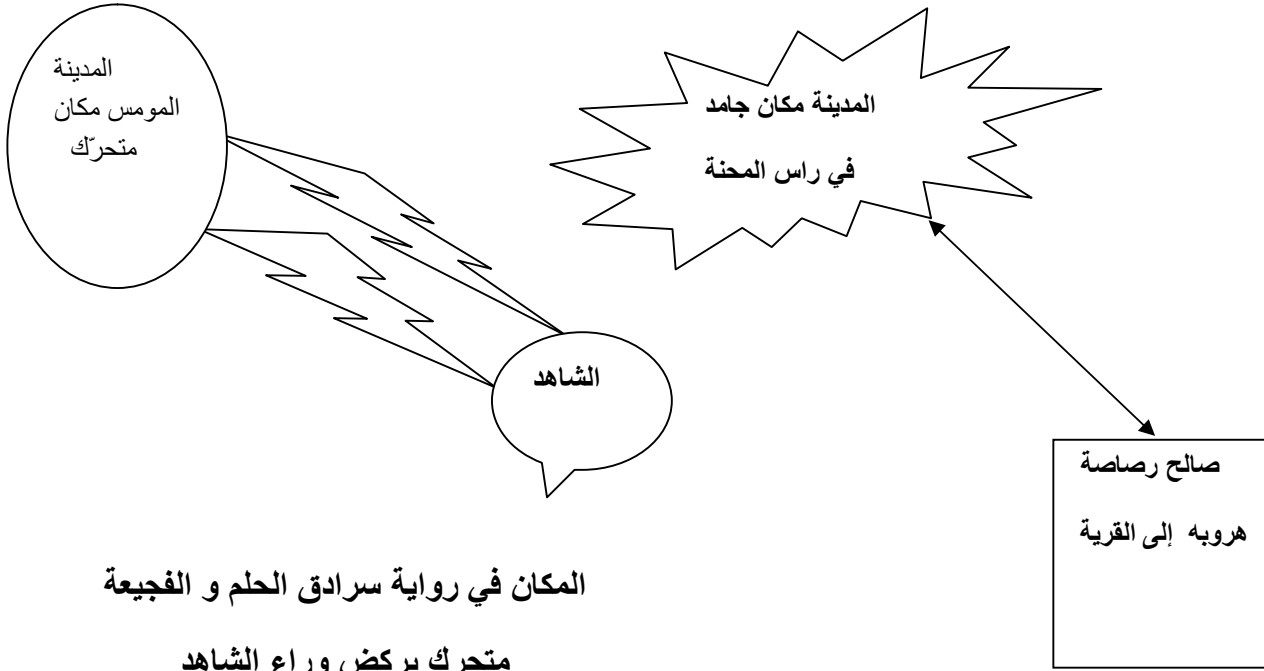 المدينة
المومس مكان
متحرّك
المدينة مكان جامد
في راس المحنة
الشاهد
صالح رصاصة
هروبه إلى القرية
المكان في رواية سرادق الحلم و الفجيعة
متحرك يركض وراء الشاهد